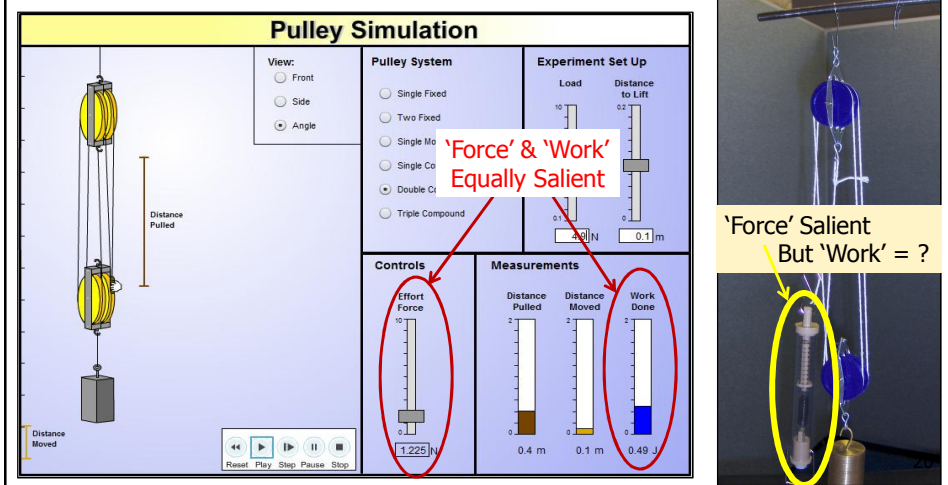 Pulley Simulation
View:
Front
Side
Angle
Distance
Pulled
Distance
Moved
Reset Play Step Pause Stop
Pulley System
Single Fixed
Two Fixed
Single
Single
Double
Triple Compound
Experiment Set Up
Load
10
0.1
N
Distance
to Lift
0.2
0
0.1 m
‘Force’ & ‘Work’
Equally Salient
Controls
Effort
Force
10
0
1.225 N
Measurements
Distance
Pulled
2
0
0.4 m
Distance
Moved
2
0
0.1 m
Work
Done
2
0
0.49 J
‘Force’ Salient
But ‘Work’ = ?